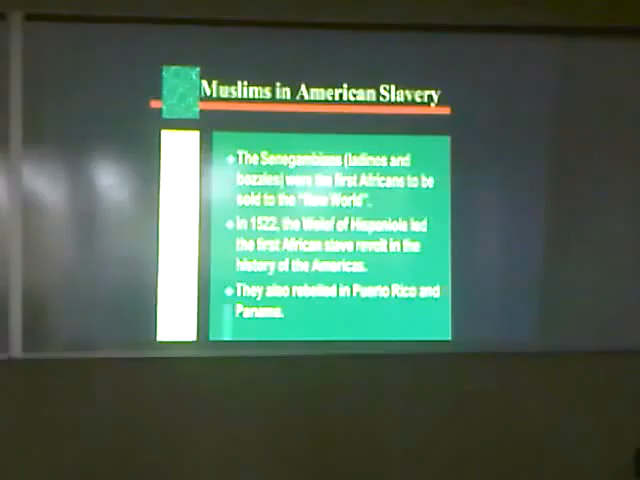 Muslims in American Slavery
The Senegambians (ladinos and
bozales) were the first Africans to be
sold to the "New World".
In 1522, the Wolof of Hispaniola led
the first African slave revolt in the
history of the Americas.
They also rebelled in Puerto Rico and
Panama.